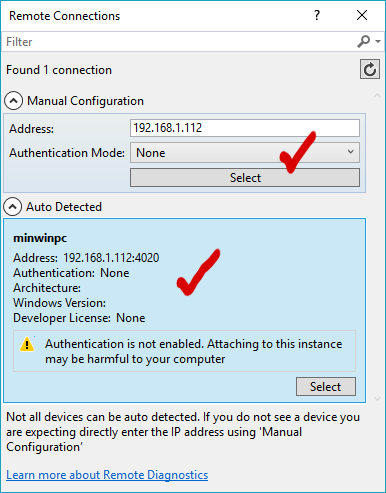 Remote Connections
Filter
Found 1 connection
Manual Configuration
Address: 192.168.1.112
Authentication Mode: None
Select
Auto Detected
minwinpc
Address: 192.168.1.112:4020
Authentication: None
Architecture:
Windows Version:
Developer License: None
Authentication is not enabled. Attaching to this instance
may be harmful to your computer
Select
Not all devices can be auto detected. If you do not see a device you
are expecting directly enter the IP address using 'Manual
Configuration'
Learn more about Remote Diagnostics